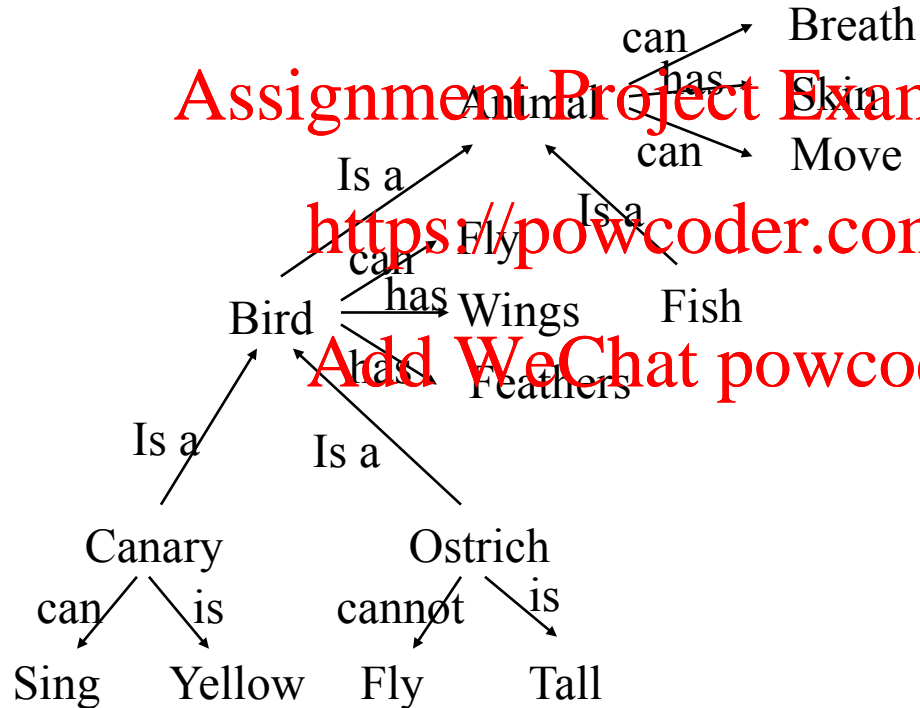 can Breath
Assignment Project Exam
Animal has Skin
can Move
Is a
Is a
https://powcoder.com
can Fly
has Wings
Bird Fish
Add WeChat powcoder
has Feathers
Is a Is a
Canary Ostrich
can is cannot is
Sing Yellow Fly Tall